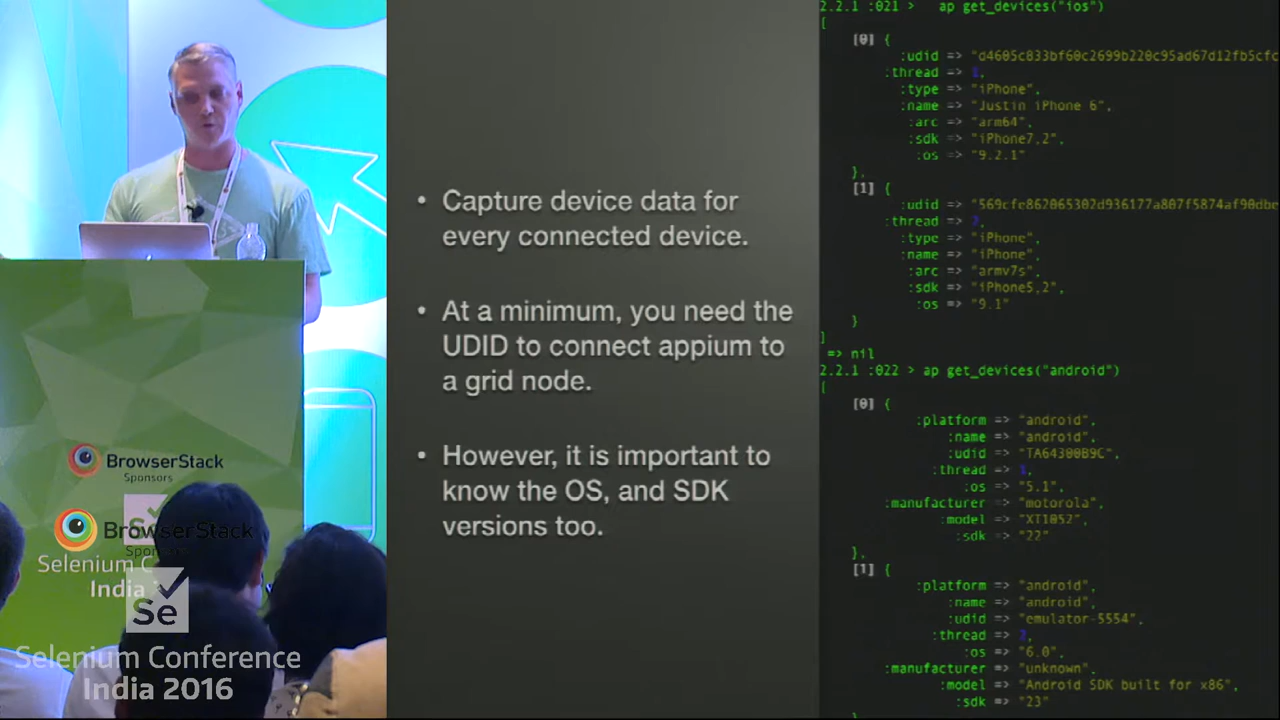 BrowserStack
Sponsors
BrowserStack
Selenium C
India
Se
Selenium Conference
India 2016
• Capture device data for
every connected device.
• At a minimum, you need the
UDID to connect appium to
a grid node.
• However, it is important to
know the OS, and SDK
versions too.
2.2.1 :021 > ap get_devices("ios")
[
[0] {
:udid => "d4605c833bf60c2699b220c95ad67d12fb5cfc
:thread => 1,
:type => "iPhone",
:name => "Justin iPhone 6",
:arc => "arm64",
:sdk => "iPhone7,2",
:os => "9.2.1"
},
[1] {
:udid => "569cfe862065302d936177a807f5874af90dbe
:thread => 2,
:type => "iPhone",
:name => "iPhone",
:arc => "armv7s",
:sdk => "iPhone5,2",
:os => "9.1"
}
]
=> nil
2.2.1 :022 > ap get_devices("android")
[
[0] {
:platform => "android",
:name => "android",
:udid => "TA64300B9C",
:thread => 1,
:os => "5.1",
:manufacturer => "motorola",
:model => "XT1052",
:sdk => "22"
},
[1] {
:platform => "android",
:name => "android",
:udid => "emulator-5554",
:thread => 2,
:os => "6.0",
:manufacturer => "unknown",
:model => "Android SDK built for x86",
:sdk => "23"